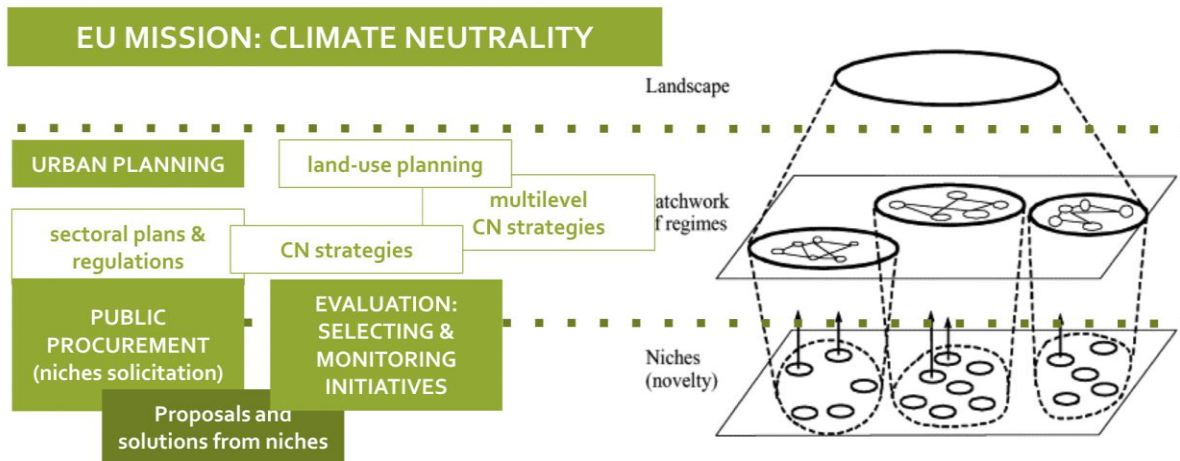 EU MISSION: CLIMATE NEUTRALITY
Landscape
URBAN PLANNING
land-use planning
multilevel
CN strategies
atchwork
f regimes
sectoral plans &
regulations
CN strategies
PUBLIC
PROCUREMENT
(niches solicitation)
EVALUATION:
SELECTING &
MONITORING
INITIATIVES
Niches
(novelty)
Proposals and
solutions from niches